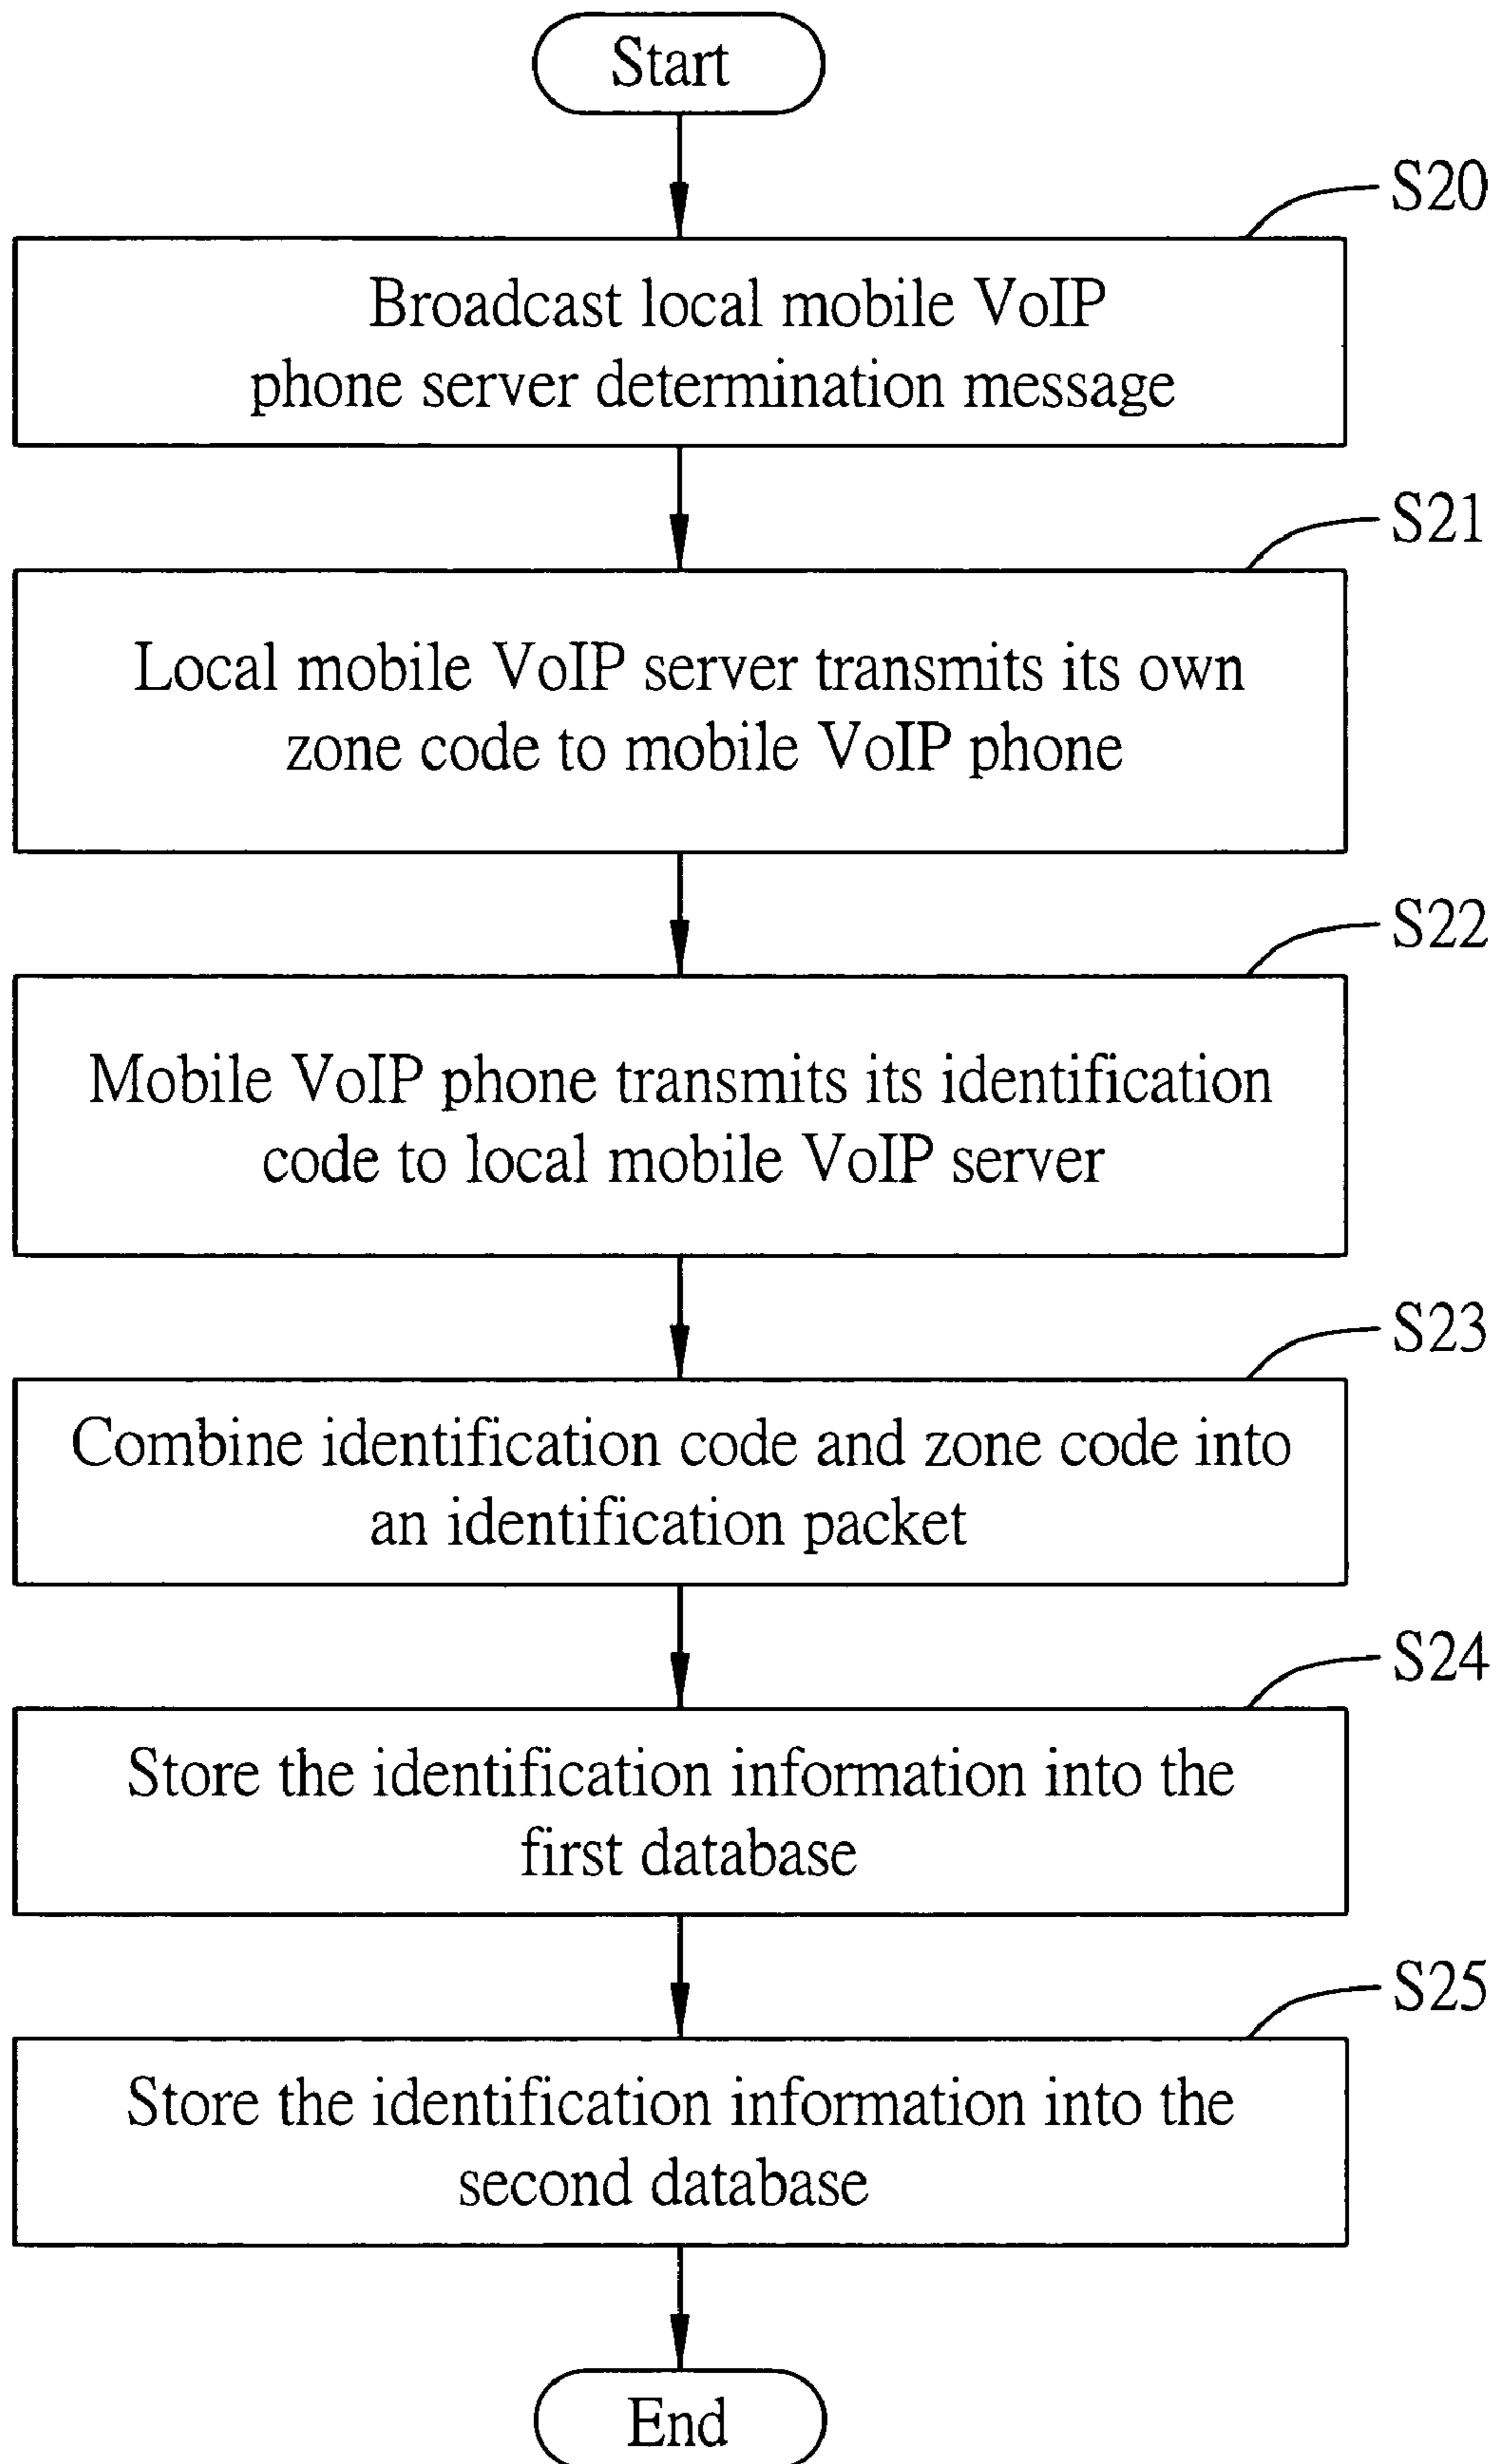 Start
S20
Broadcast local mobile VoIP
phone server determination message
S21
Local mobile VoIP server transmits its own
zone code to mobile VoIP phone
S22
Mobile VoIP phone transmits its identification
code to local mobile VoIP server
S23
Combine identification code and zone code into
an identification packet
S24
Store the identification information into the
first database
S25
Store the identification information into the
second database
End